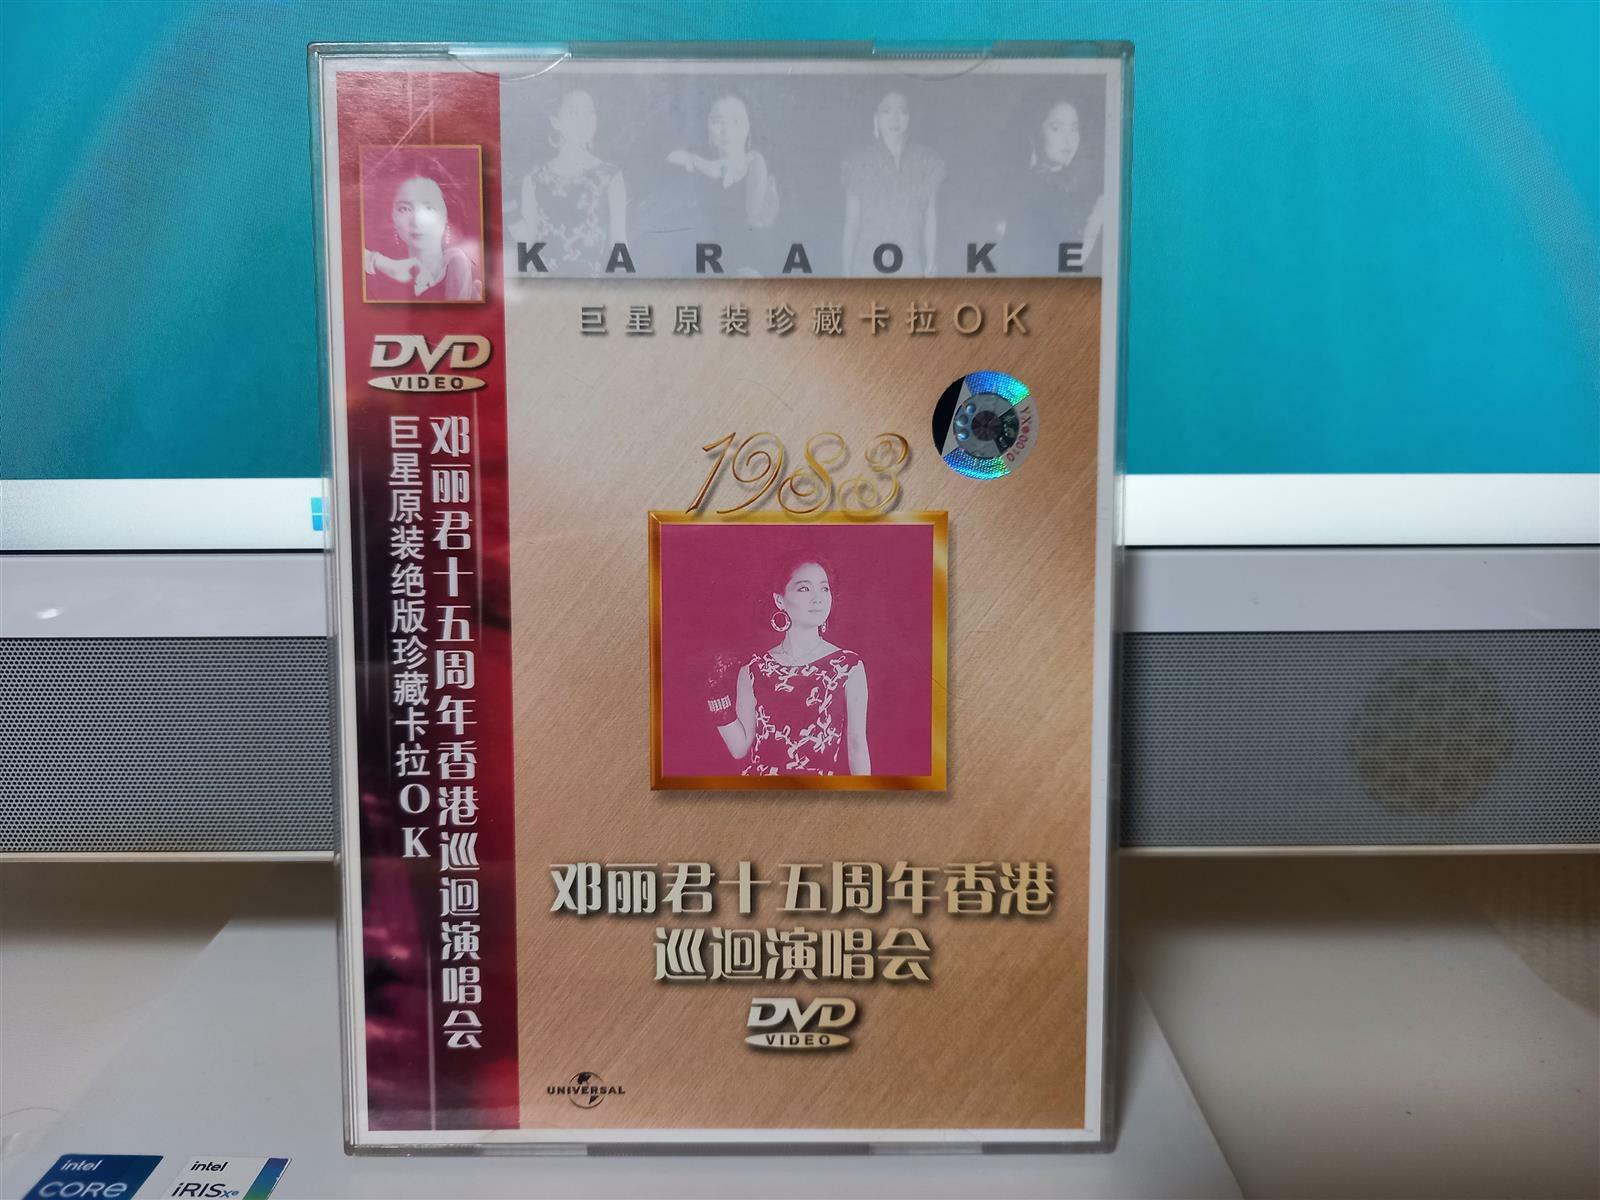 KARAOKE
巨星原装珍藏卡拉OK
YX●0010
1983
DVD
VIDEO
邓丽君十五周年香港巡迴演唱会
巨星原装绝版珍藏卡拉OK
邓丽君十五周年香港
巡迴演唱会
DVD
VIDEO
UNIVERSAL
intel
CORE
intel
iRISxe